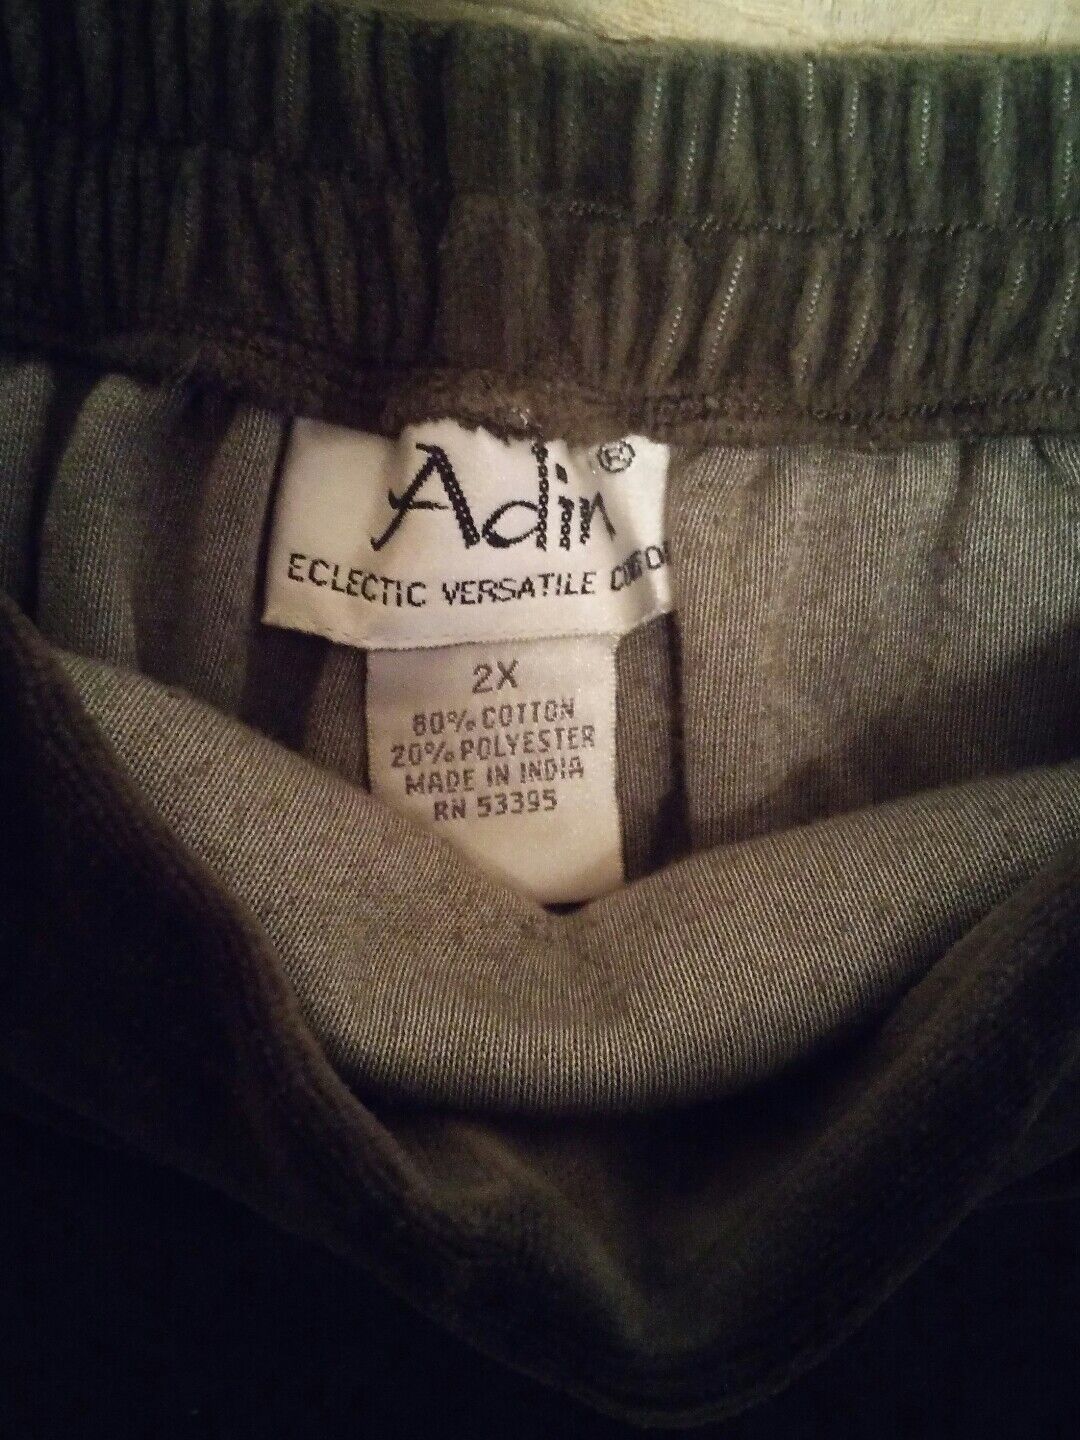 Adin®
ECLECTIC VERSATILE
2X
80% COTTON
20% POLYESTER
MADE IN INDIA
RN 53395